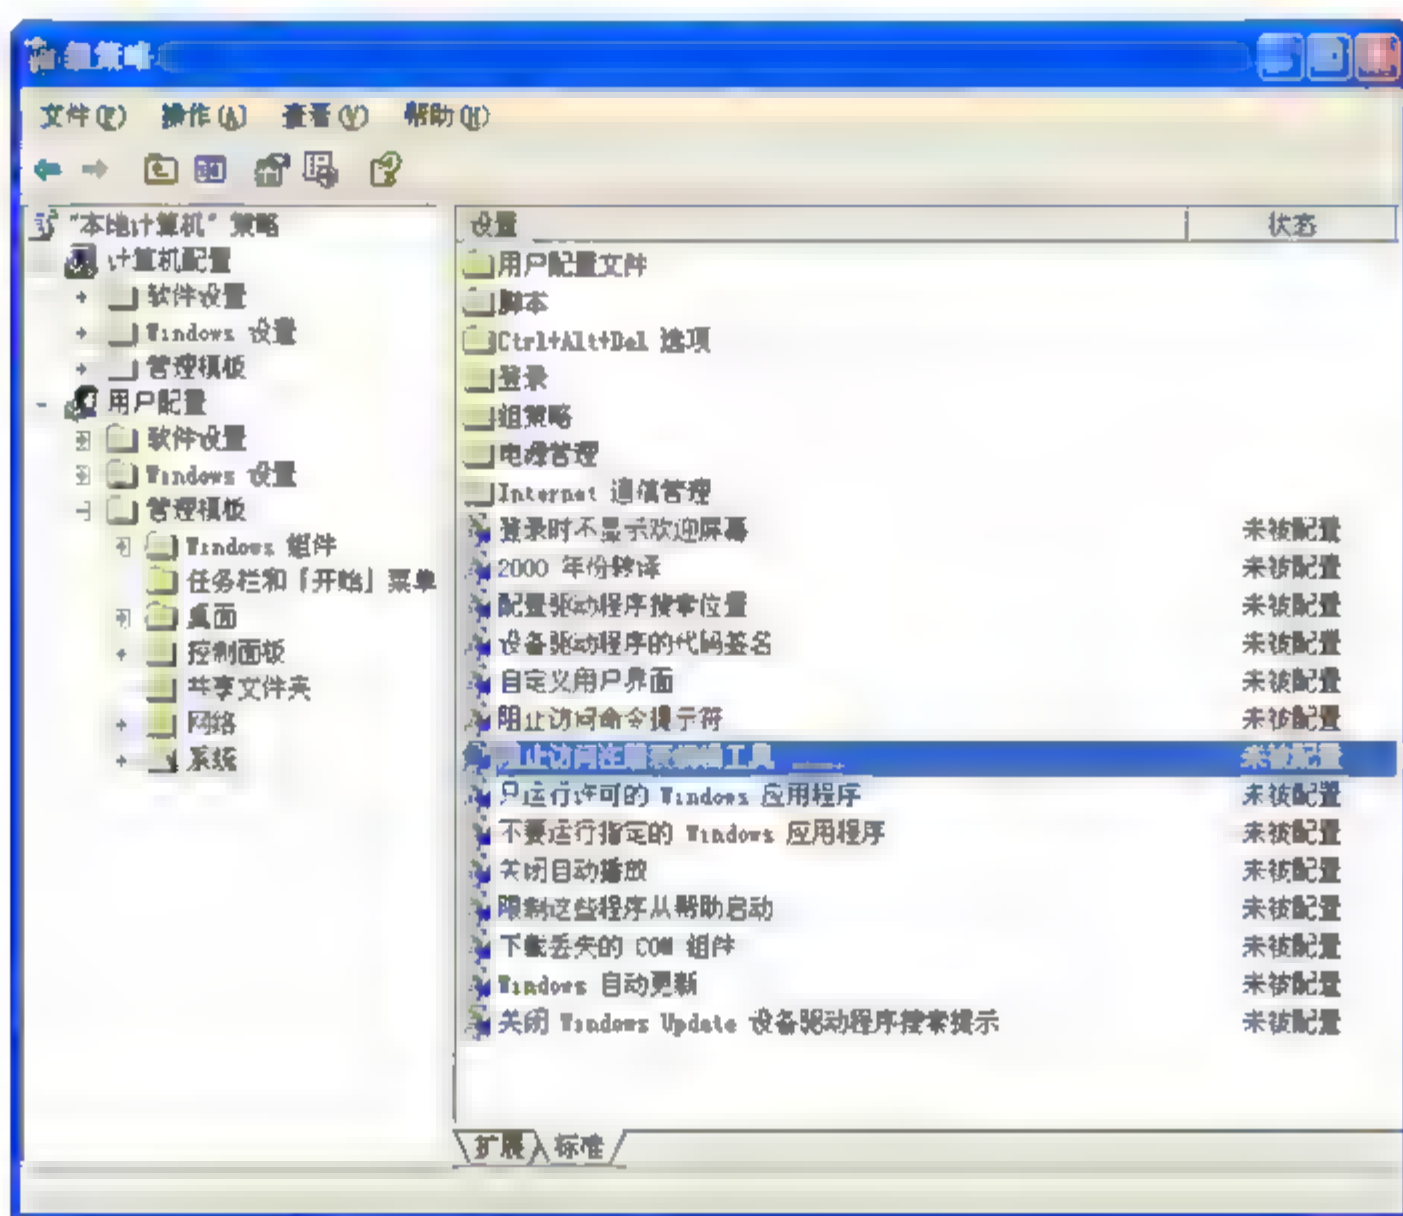 组策略
文件(F) 操作(A) 查看(V) 帮助(H)
“本地计算机”策略
计算机配置
软件设置
Windows 设置
管理模板
用户配置
软件设置
Windows 设置
管理模板
Windows 组件
任务栏和「开始」菜单
桌面
控制面板
共享文件夹
网络
系统
设置 状态
用户配置文件
脚本
Ctrl+Alt+Del 选项
登录
组策略
电源管理
Internet 通信管理
登录时不显示欢迎屏幕 未被配置
2000 年份转译 未被配置
配置驱动程序搜索位置 未被配置
设备驱动程序的代码签名 未被配置
自定义用户界面 未被配置
阻止访问命令提示符 未被配置
阻止访问注册表编辑工具 未被配置
只运行许可的 Windows 应用程序 未被配置
不要运行指定的 Windows 应用程序 未被配置
关闭自动播放 未被配置
限制这些程序从帮助启动 未被配置
下载丢失的 COM 组件 未被配置
Windows 自动更新 未被配置
关闭 Windows Update 设备驱动程序搜索提示 未被配置
扩展 标准